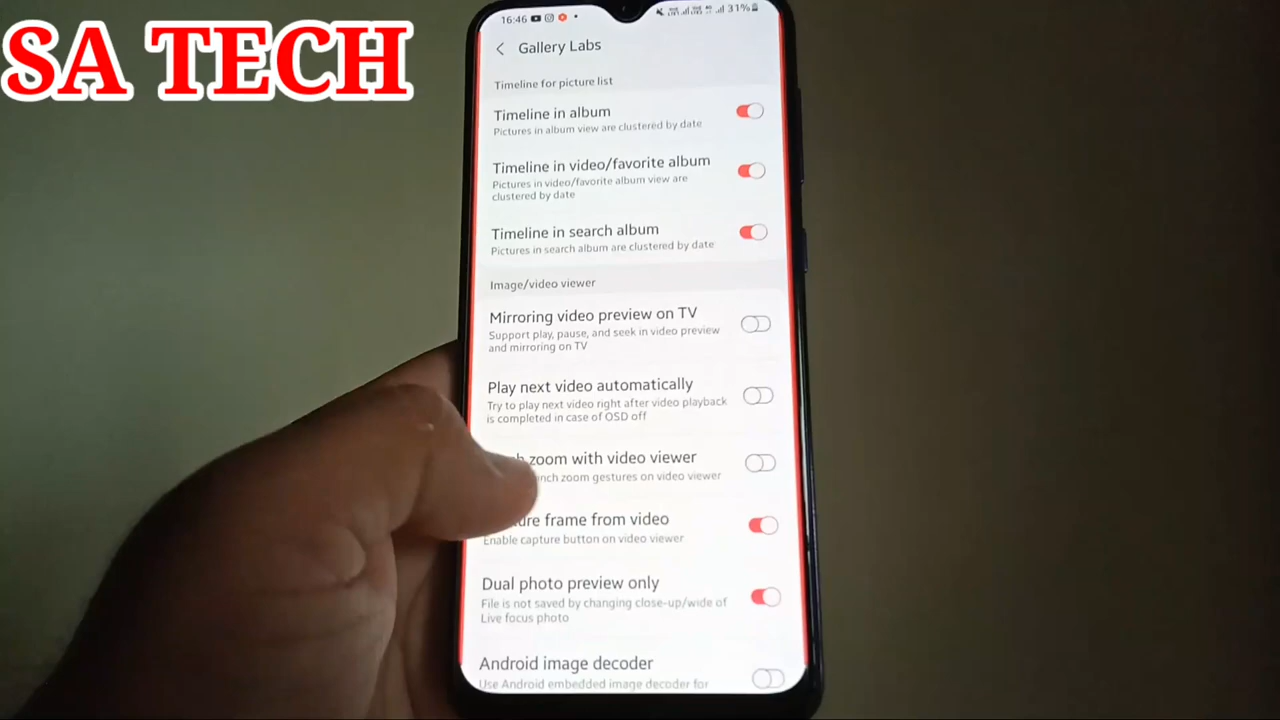 SA TECH
16:46
31%
Gallery Labs
Timeline for picture list
Timeline in album
Pictures in album view are clustered by date
Timeline in video/favorite album
Pictures in video/favorite album view are
clustered by date
Timeline in search album
Pictures in search album are clustered by date
Image/video viewer
Mirroring video preview on TV
Support play, pause, and seek in video preview
and mirroring on TV
Play next video automatically
Try to play next video right after video playback
is completed in case of OSD off
zoom with video viewer
zoom gestures on video viewer
frame from video
Enable capture button on video viewer
Dual photo preview only
File is not saved by changing close-up/wide of
Live focus photo
Android image decoder
Use Android embedded image decoder for